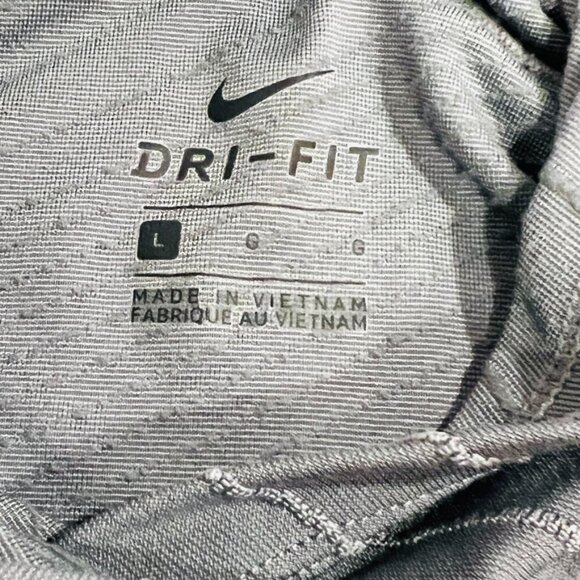 DRI-FIT
L G G
MADE IN VIETNAM
FABRIQUE AU VIETNAM